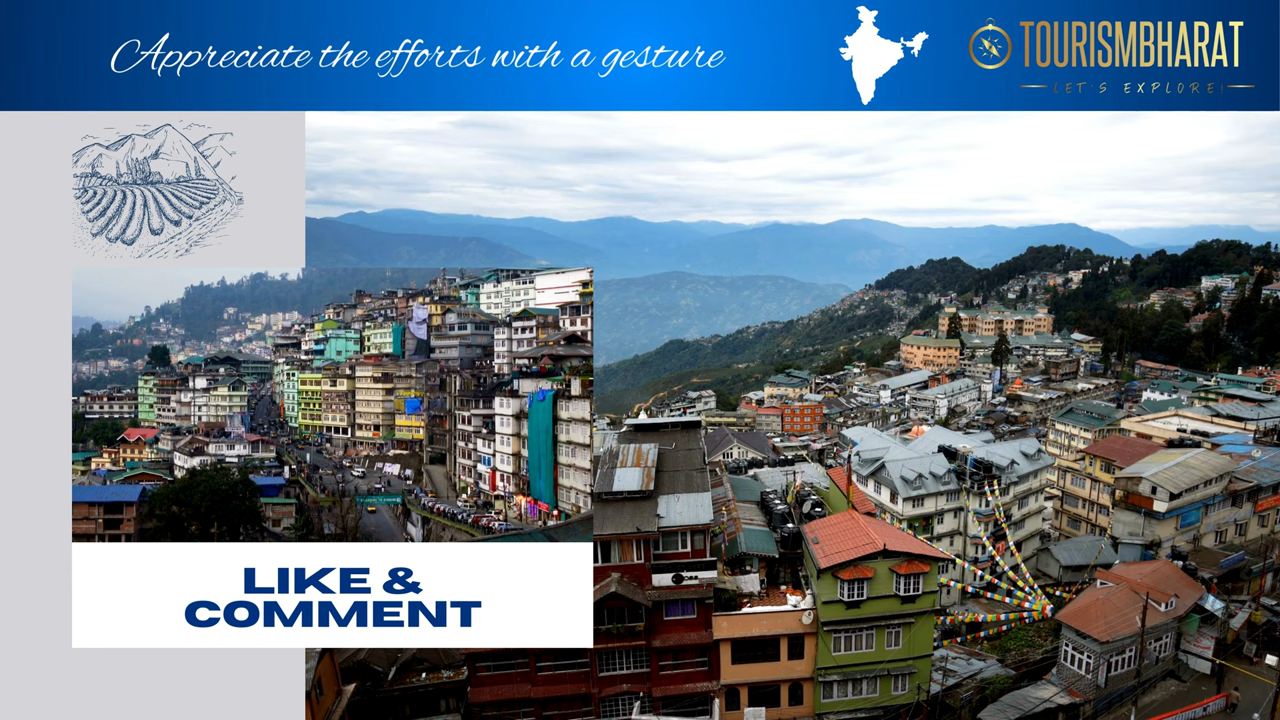 Appreciate the efforts with a gesture
TOURISMBHARAT
LET'S EXPLORE
LIKE &
COMMENT